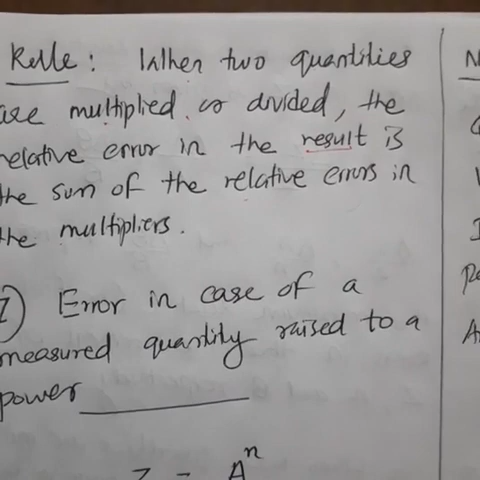 Rule: When two quantities
are multiplied or divided, the
relative error in the result is
the sum of the relative errors in
the multipliers.
Error in case of a
measured quantity raised to a
power
Z = Aⁿ